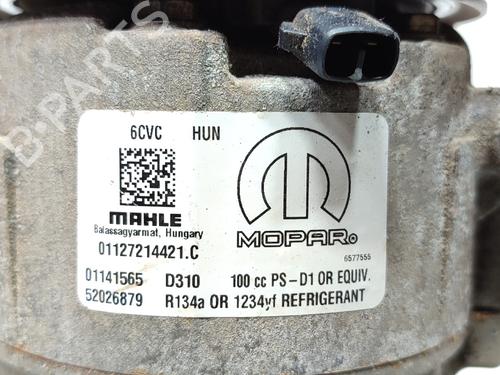 B-PARTS
6CVC HUN
MAHLE
Balassagyarmat, Hungary
01127214421.C
MOPAR®
6577555
01141565 D310 100 cc PS-D1 OR EQUIV.
52026879 R134a OR 1234yf REFRIGERANT